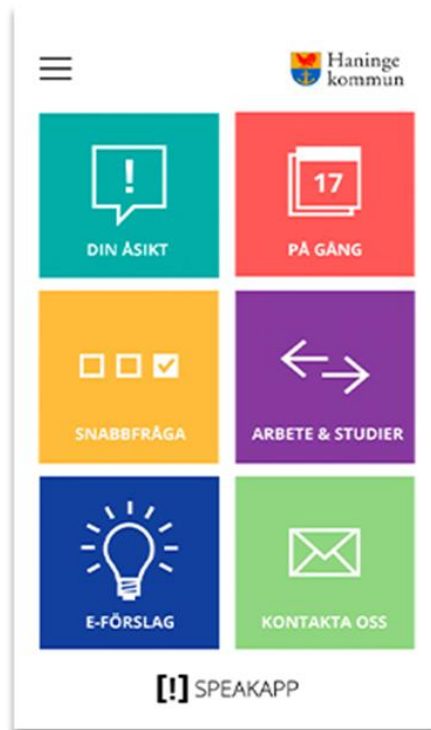 Haninge
kommun
!
17
DIN ÅSIKT
PÅ GÅNG
SNABBFRÅGA
ARBETE & STUDIER
E-FÖRSLAG
KONTAKTA OSS
[!] SPEAKAPP